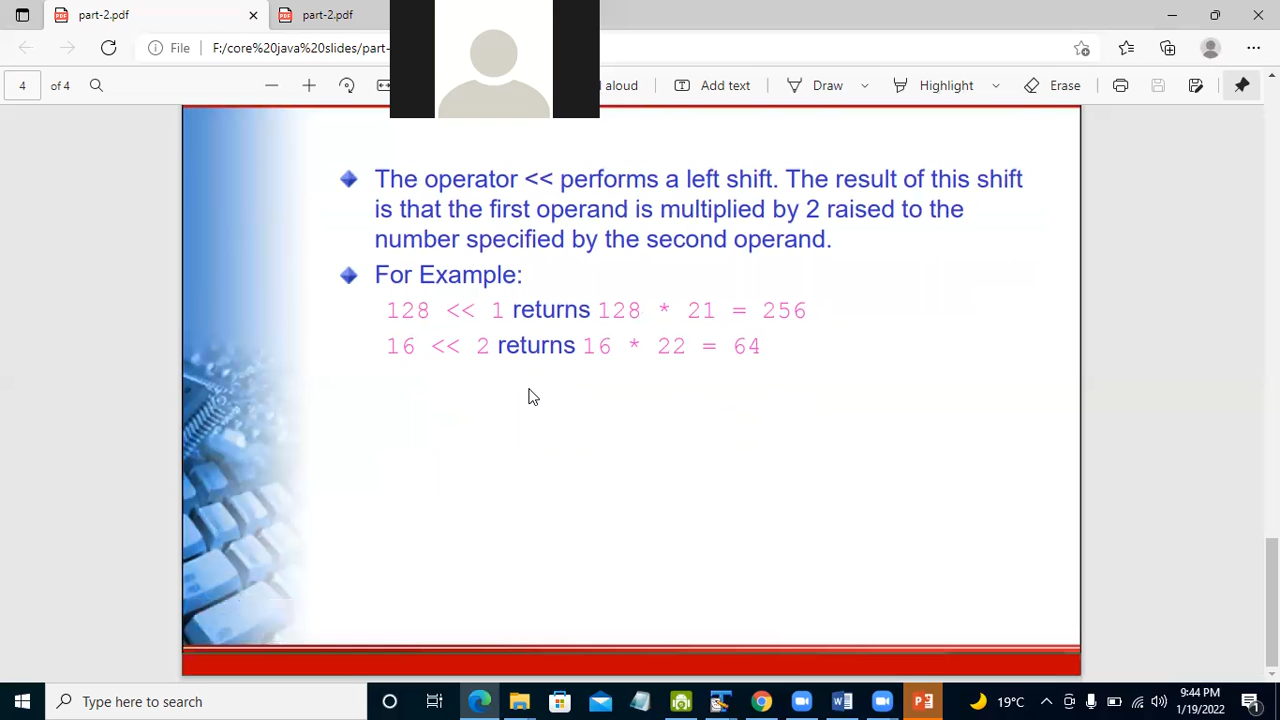 part-2.pdf
part-2.pdf
File
F:/core%20java%20slides/part-
4 of 4
aloud
Add text
Draw
Highlight
Erase
The operator << performs a left shift. The result of this shift
is that the first operand is multiplied by 2 raised to the
number specified by the second operand.
For Example:
128 << 1 returns 128 * 21 = 256
16 << 2 returns 16 * 22 = 64
Type here to search
19°C
9:44 PM
1/19/2022
1